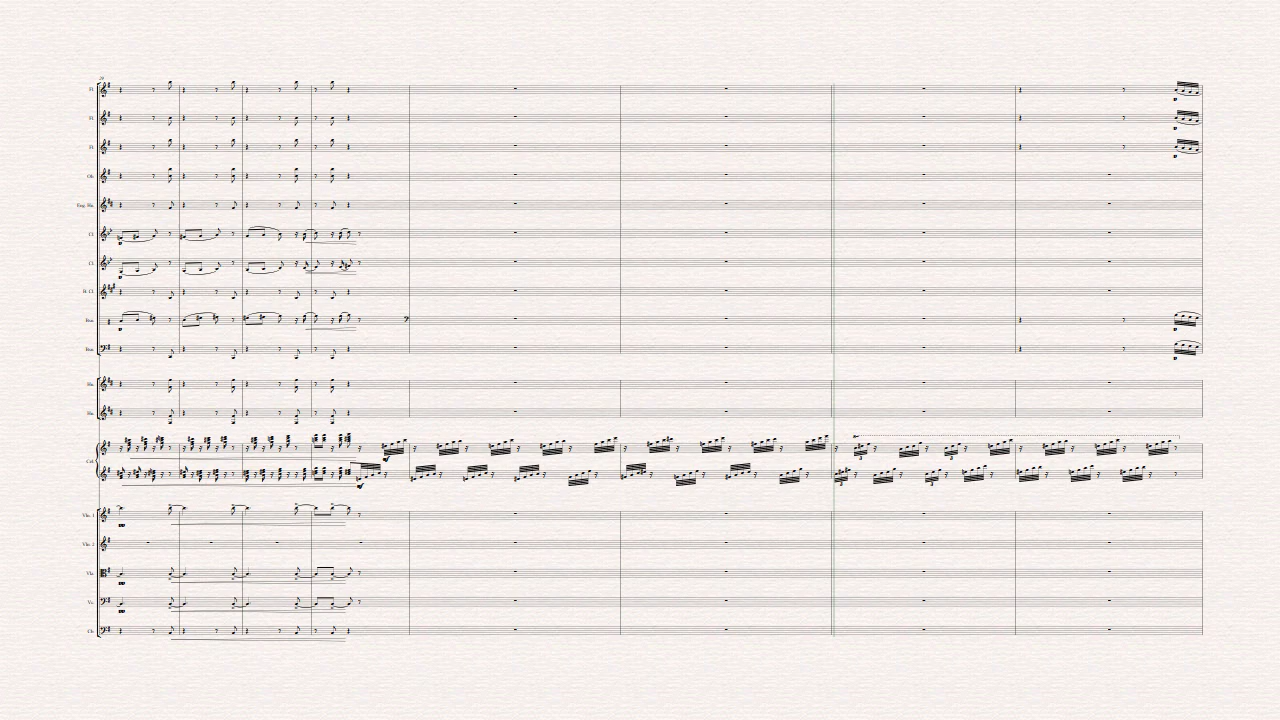 Fl.
Fl.
Fl.
Ob.
Eng. Hn.
Cl.
Cl.
B. Cl.
Bsn.
Bsn.
Hn.
Hn.
Cel.
Vln. 1
Vln. 2
Vla.
Vc.
Cb.